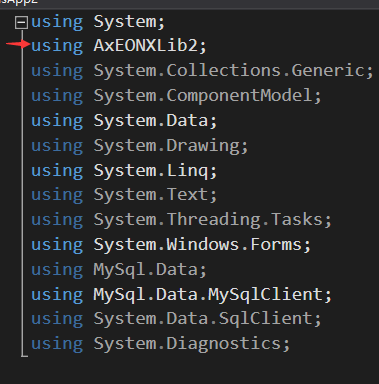 using System;
using AxEONXLib2;
using System.Collections.Generic;
using System.ComponentModel;
using System.Data;
using System.Drawing;
using System.Linq;
using System.Text;
using System.Threading.Tasks;
using System.Windows.Forms;
using MySql.Data;
using MySql.Data.MySqlClient;
using System.Data.SqlClient;
using System.Diagnostics;